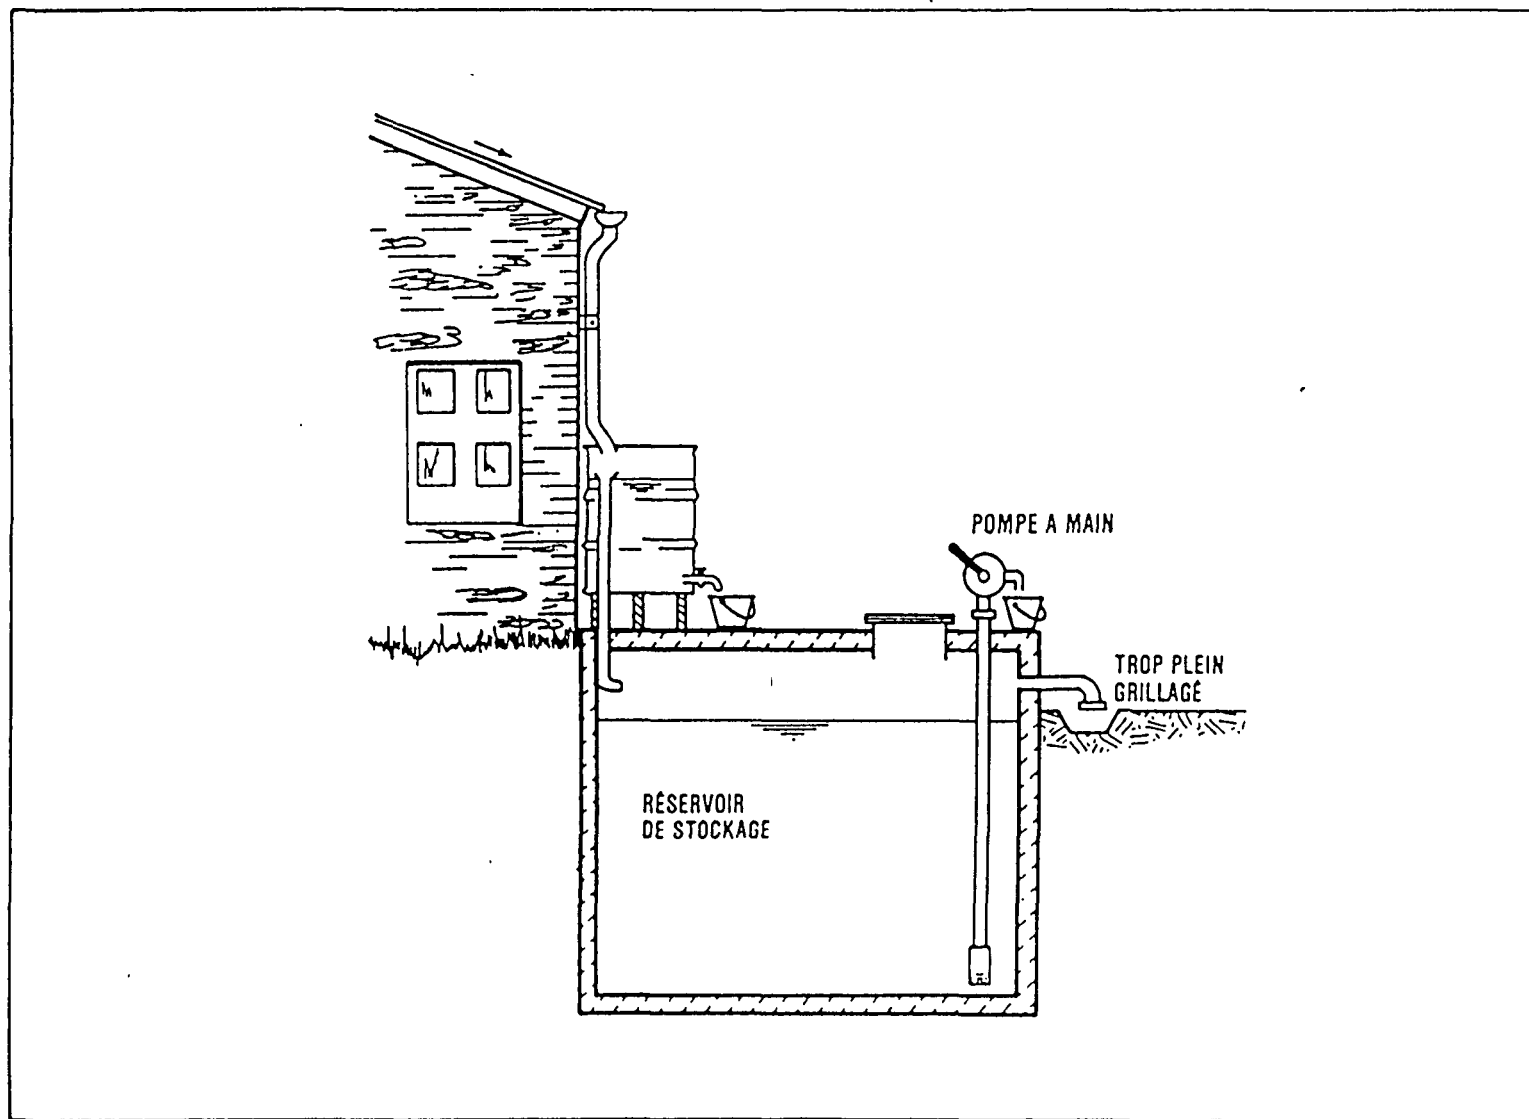 POMPE A MAIN
TROP PLEIN
GRILLAGÉ
RÉSERVOIR
DE STOCKAGE